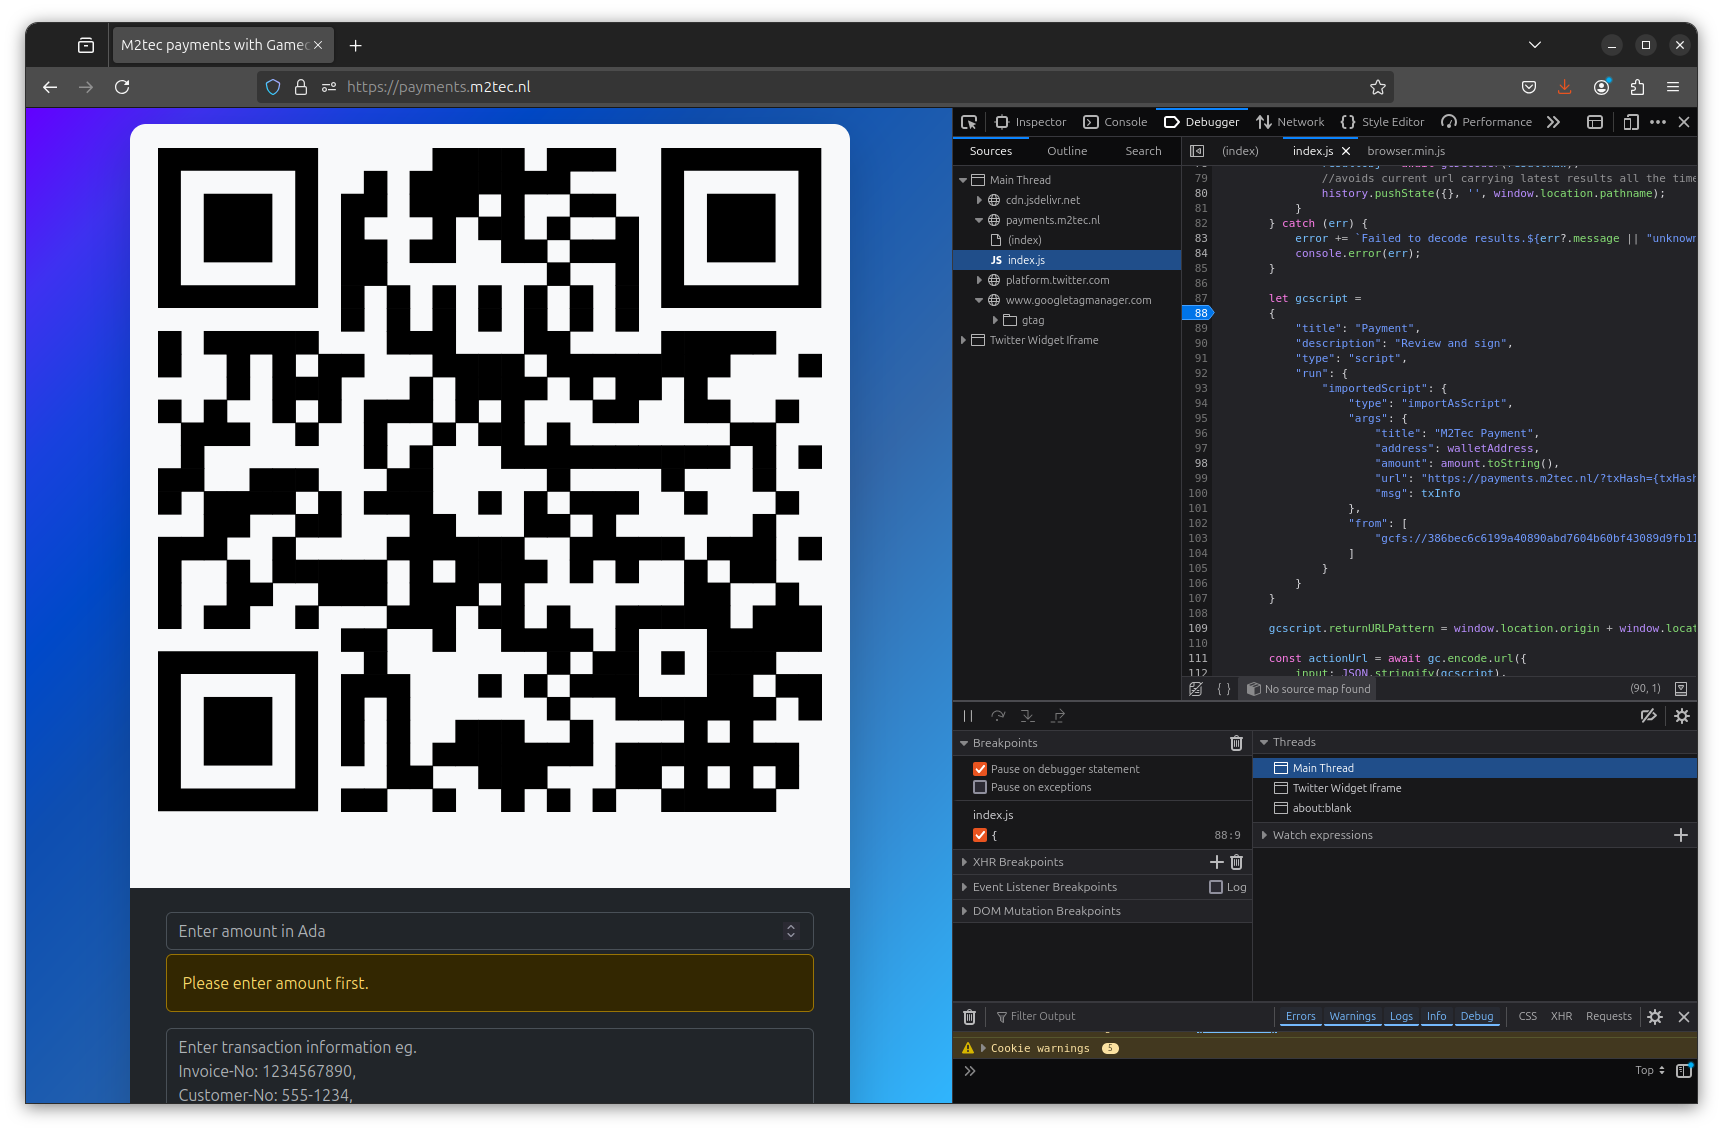 M2tec payments with Gamec
https://payments.m2tec.nl
Enter amount in Ada
Please enter amount first.
Enter transaction information eg.
Invoice-No: 1234567890,
Customer-No: 555-1234,
Inspector
Console
Debugger
Network
Style Editor
Performance
Sources
Outline
Search
(index)
index.js
browser.min.js
Main Thread
cdn.jsdelivr.net
payments.m2tec.nl
(index)
JS index.js
platform.twitter.com
www.googletagmanager.com
gtag
Twitter Widget Iframe
79 //avoids current url carrying latest results all the time
80 history.pushState({}, '', window.location.pathname);
81 }
82 } catch (err) {
83 error += `Failed to decode results.${err?.message || "unknown
84 console.error(err);
85 }
86
87 let gcscript =
88 {
89 "title": "Payment",
90 "description": "Review and sign",
91 "type": "script",
92 "run": {
93 "importedScript": {
94 "type": "importAsScript",
95 "args": {
96 "title": "M2Tec Payment",
97 "address": walletAddress,
98 "amount": amount.toString(),
99 "url": "https://payments.m2tec.nl/?txHash={txHash
100 "msg": txInfo
101 },
102 "from": [
103 "gcfs://386bec6c6199a40890abd7604b60bf43089d9fb11
104 ]
105 }
106 }
107 }
108
109 gcscript.returnURLPattern = window.location.origin + window.locat
110
111 const actionUrl = await gc.encode.url({
112 input: JSON.stringify(gcscript),
{ } No source map found
(90, 1)
Breakpoints
Pause on debugger statement
Pause on exceptions
index.js
{ 88:9
XHR Breakpoints
Event Listener Breakpoints
Log
DOM Mutation Breakpoints
Threads
Main Thread
Twitter Widget Iframe
about:blank
Watch expressions
Filter Output
Errors
Warnings
Logs
Info
Debug
CSS
XHR
Requests
Cookie warnings 5
Top